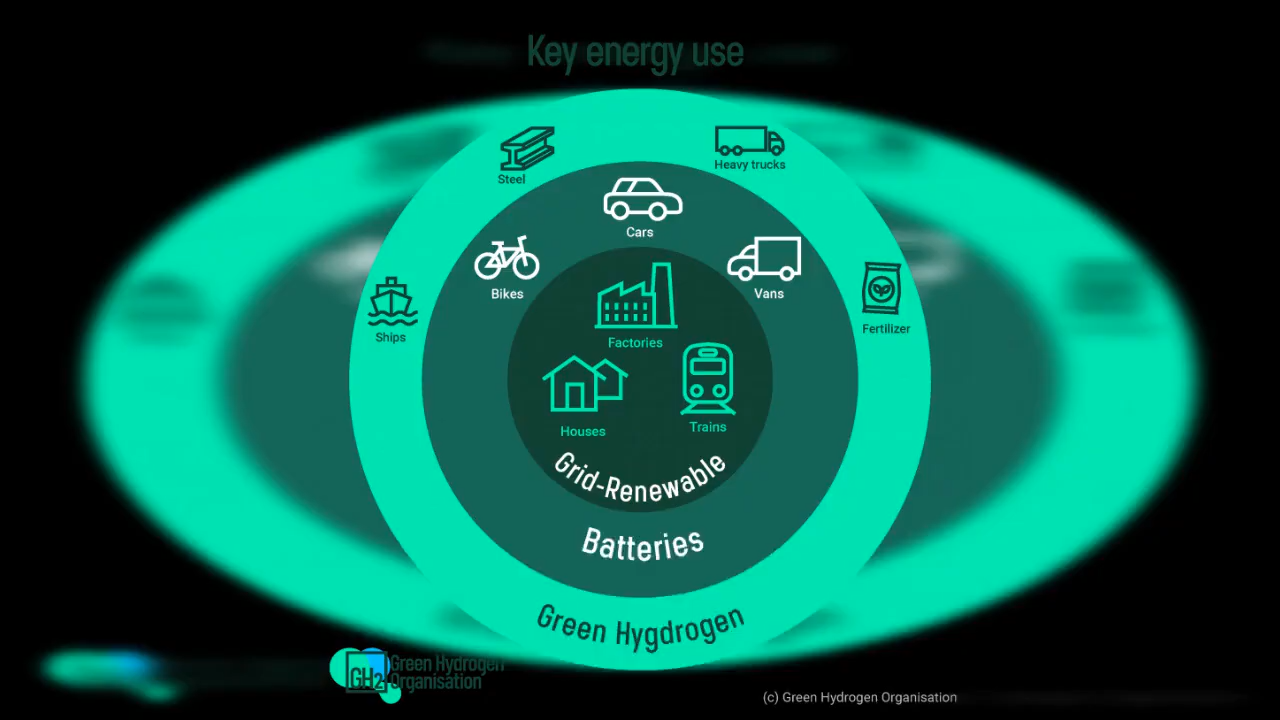 Key energy use
Steel
Heavy trucks
Cars
Bikes
Vans
Ships
Fertilizer
Factories
Houses
Trains
Grid-Renewable
Batteries
Green Hygdrogen
GH2 Green Hydrogen
Organisation
(c) Green Hydrogen Organisation